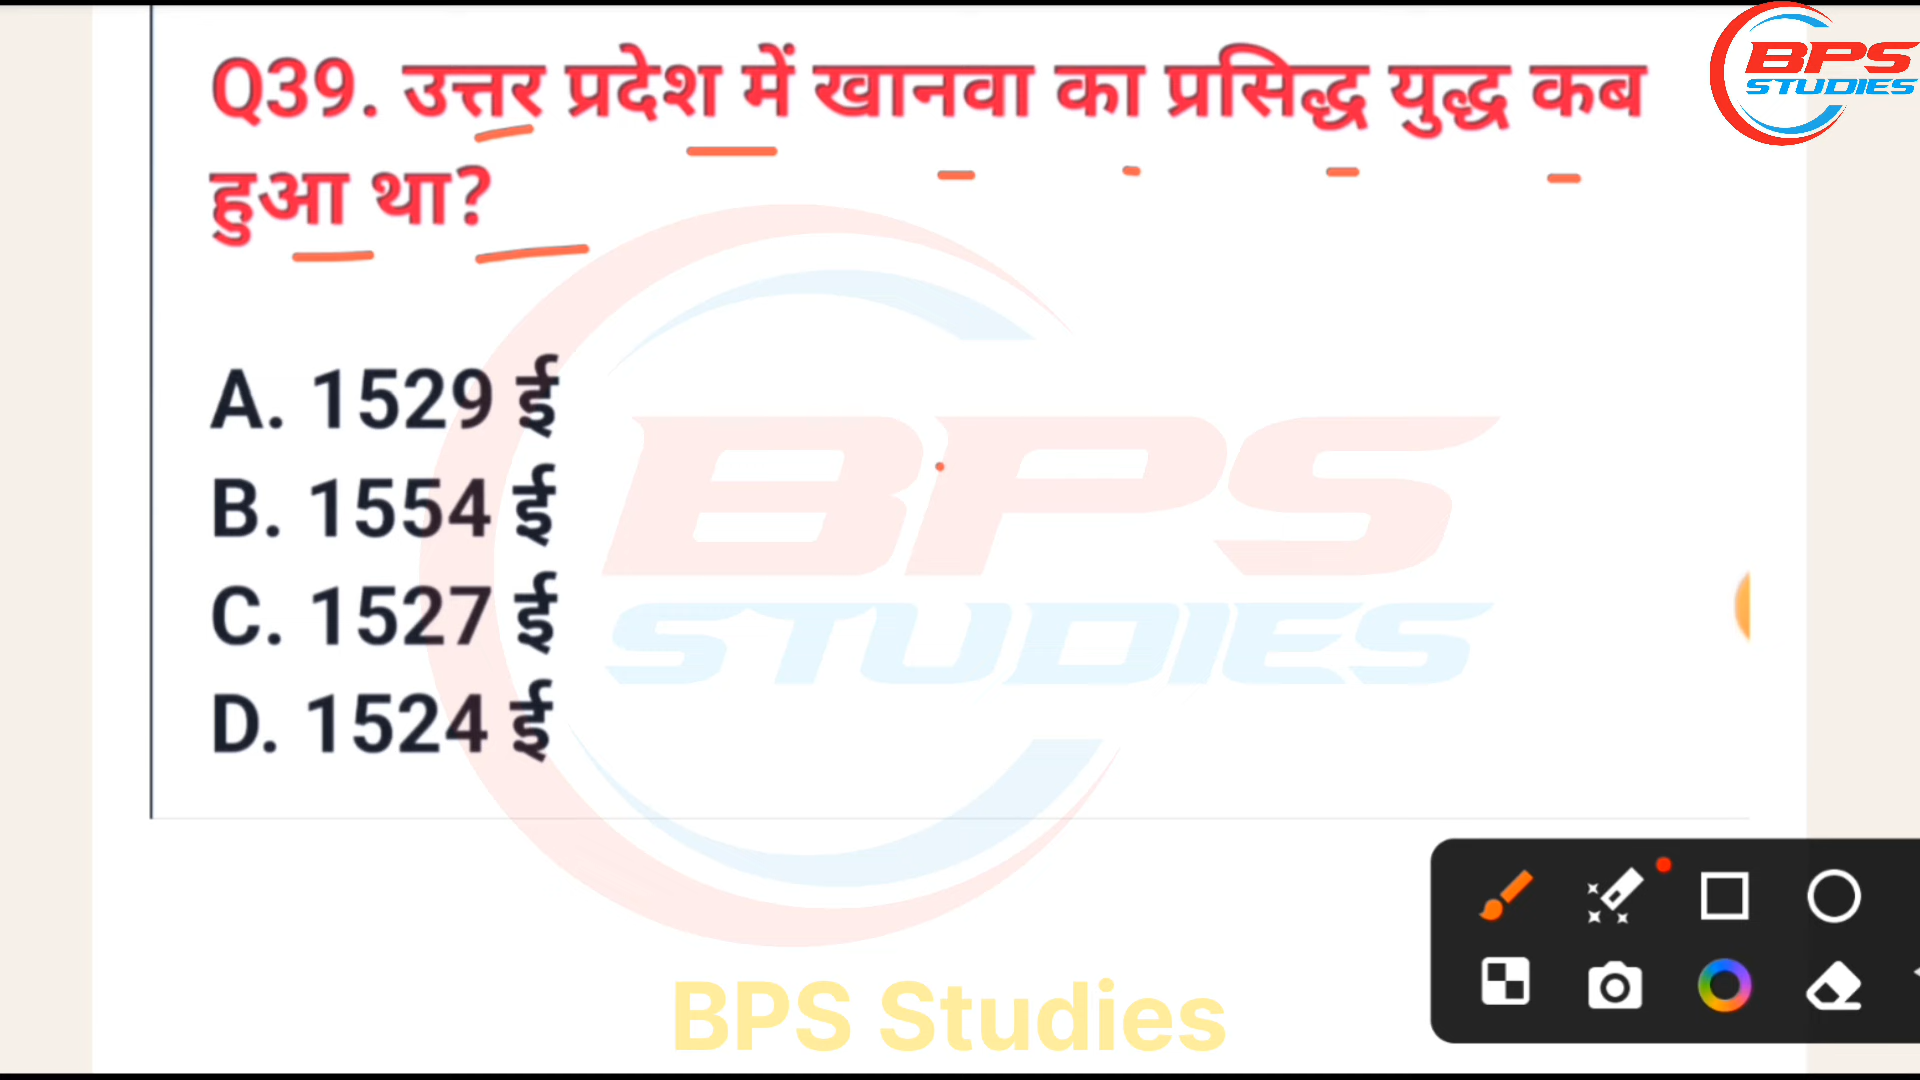 BPS
STUDIES
Q39. उत्तर प्रदेश में खानवा का प्रसिद्ध युद्ध कब
हुआ था?
A. 1529 ई
B. 1554 ई
C. 1527 ई
D. 1524 ई
BPS
STUDIES
BPS Studies